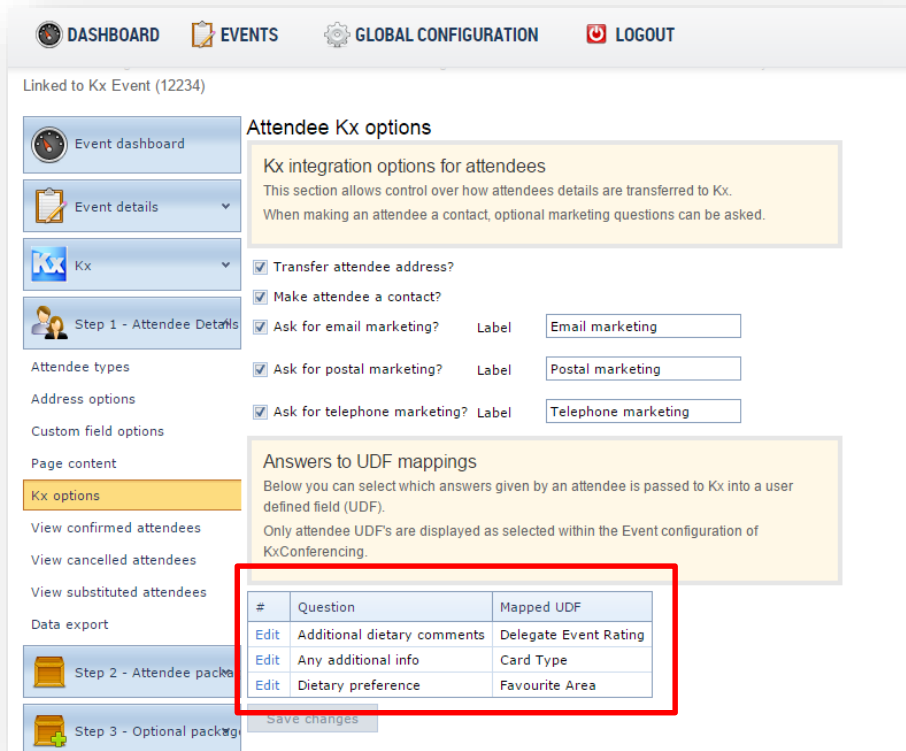 DASHBOARD EVENTS GLOBAL CONFIGURATION LOGOUT
Linked to Kx Event (12234)
Event dashboard
Event details
Kx Kx
Step 1 - Attendee Details
Attendee types
Address options
Custom field options
Page content
Kx options
View confirmed attendees
View cancelled attendees
View substituted attendees
Data export
Step 2 - Attendee packa
Step 3 - Optional package
Attendee Kx options
Kx integration options for attendees
This section allows control over how attendees details are transferred to Kx.
When making an attendee a contact, optional marketing questions can be asked.
Transfer attendee address?
Make attendee a contact?
Ask for email marketing? Label Email marketing
Ask for postal marketing? Label Postal marketing
Ask for telephone marketing? Label Telephone marketing
Answers to UDF mappings
Below you can select which answers given by an attendee is passed to Kx into a user
defined field (UDF).
Only attendee UDF's are displayed as selected within the Event configuration of
KxConferencing.
# Question Mapped UDF
Edit Additional dietary comments Delegate Event Rating
Edit Any additional info Card Type
Edit Dietary preference Favourite Area
Save changes